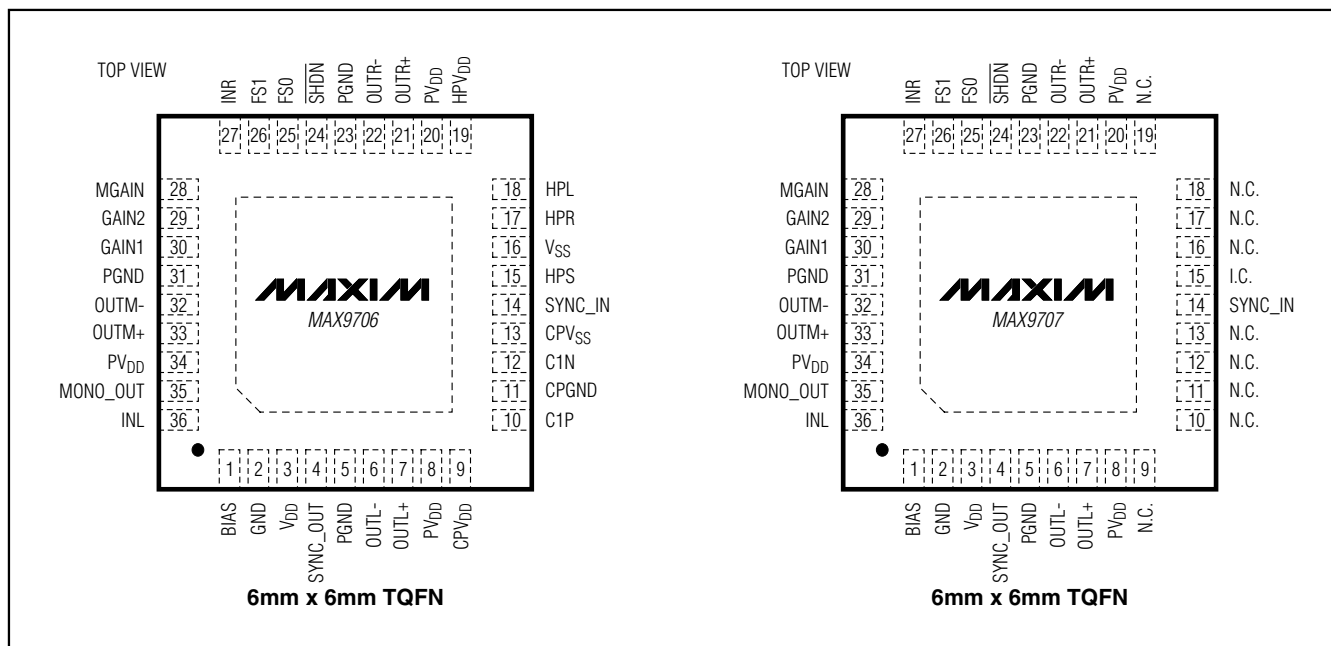 TOP VIEW
INR FS1 FS0 SHDN PGND OUTR- OUTR+ PVDD HPVDD
27 26 25 24 23 22 21 20 19
MGAIN 28
GAIN2 29
GAIN1 30
PGND 31
OUTM- 32
OUTM+ 33
PVDD 34
MONO_OUT 35
INL 36
MAXIM
MAX9706
18 HPL
17 HPR
16 VSS
15 HPS
14 SYNC_IN
13 CPVSS
12 C1N
11 CPGND
10 C1P
1 2 3 4 5 6 7 8 9
BIAS GND VDD SYNC_OUT PGND OUTL- OUTL+ PVDD CPVDD
6mm x 6mm TQFN
TOP VIEW
INR FS1 FS0 SHDN PGND OUTR- OUTR+ PVDD N.C.
27 26 25 24 23 22 21 20 19
MGAIN 28
GAIN2 29
GAIN1 30
PGND 31
OUTM- 32
OUTM+ 33
PVDD 34
MONO_OUT 35
INL 36
MAXIM
MAX9707
18 N.C.
17 N.C.
16 N.C.
15 I.C.
14 SYNC_IN
13 N.C.
12 N.C.
11 N.C.
10 N.C.
1 2 3 4 5 6 7 8 9
BIAS GND VDD SYNC_OUT PGND OUTL- OUTL+ PVDD N.C.
6mm x 6mm TQFN